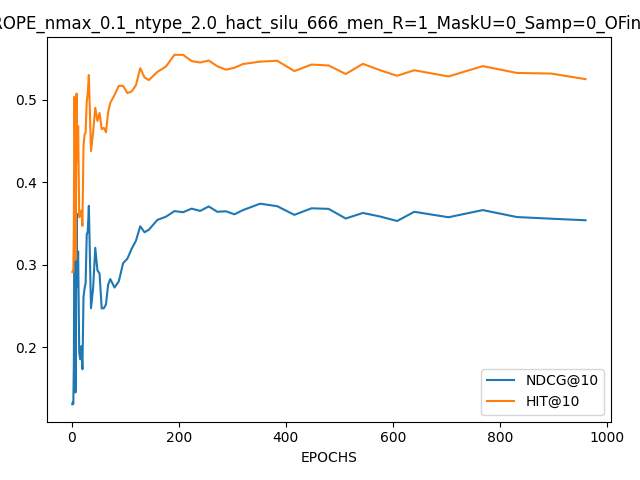 ROPE_nmax_0.1_ntype_2.0_hact_silu_666_men_R=1_MaskU=0_Samp=0_OFin
0.5
0.4
0.3
0.2
NDCG@10
HIT@10
0 200 400 600 800 1000
EPOCHS